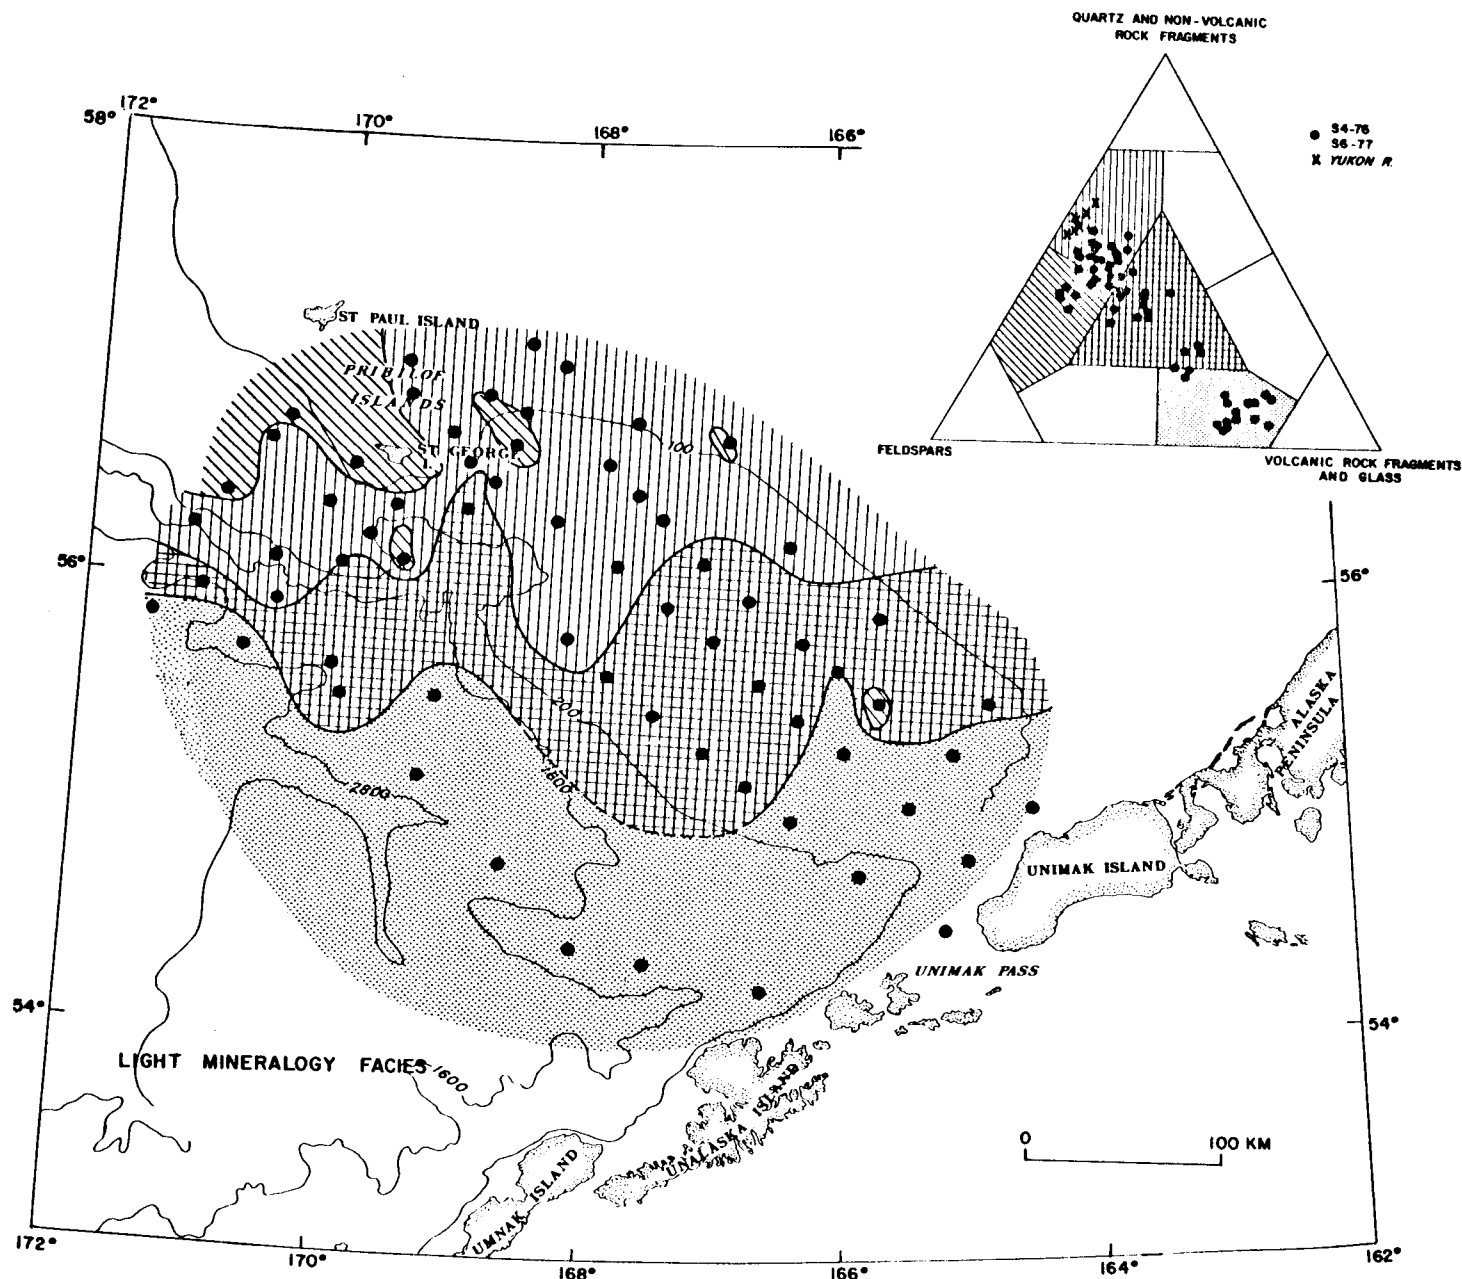 QUARTZ AND NON-VOLCANIC
ROCK FRAGMENTS
S4-76
S6-77
X YUKON R.
FELDSPARS
VOLCANIC ROCK FRAGMENTS
AND GLASS
58°
172°
170°
168°
166°
ST PAUL ISLAND
PRIBILOF
ISLANDS
ST GEORGE
I.
100
56°
56°
200
1600
2800
ALASKA
PENINSULA
UNIMAK ISLAND
UNIMAK PASS
54°
54°
LIGHT MINERALOGY FACIES
1600
UNALASKA ISLAND
UMNAK ISLAND
0 100 KM
172°
170°
168°
166°
164°
162°